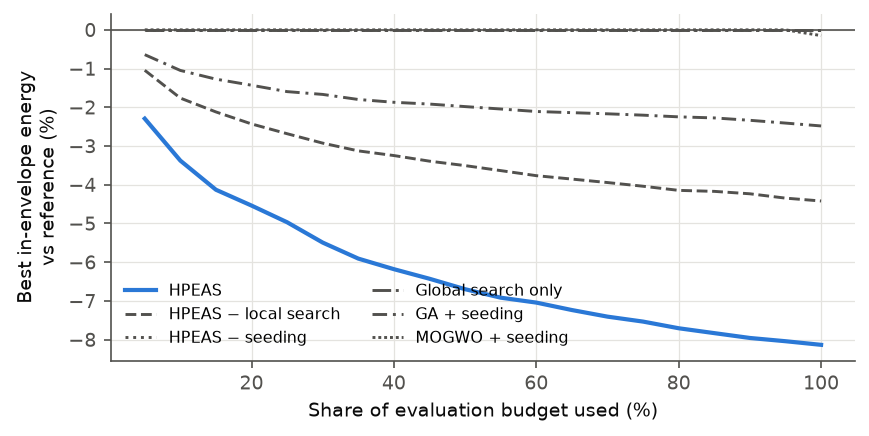 Best in-envelope energy
vs reference (%)
0
−1
−2
−3
−4
−5
−6
−7
−8
HPEAS
HPEAS − local search
HPEAS − seeding
Global search only
GA + seeding
MOGWO + seeding
20
40
60
80
100
Share of evaluation budget used (%)